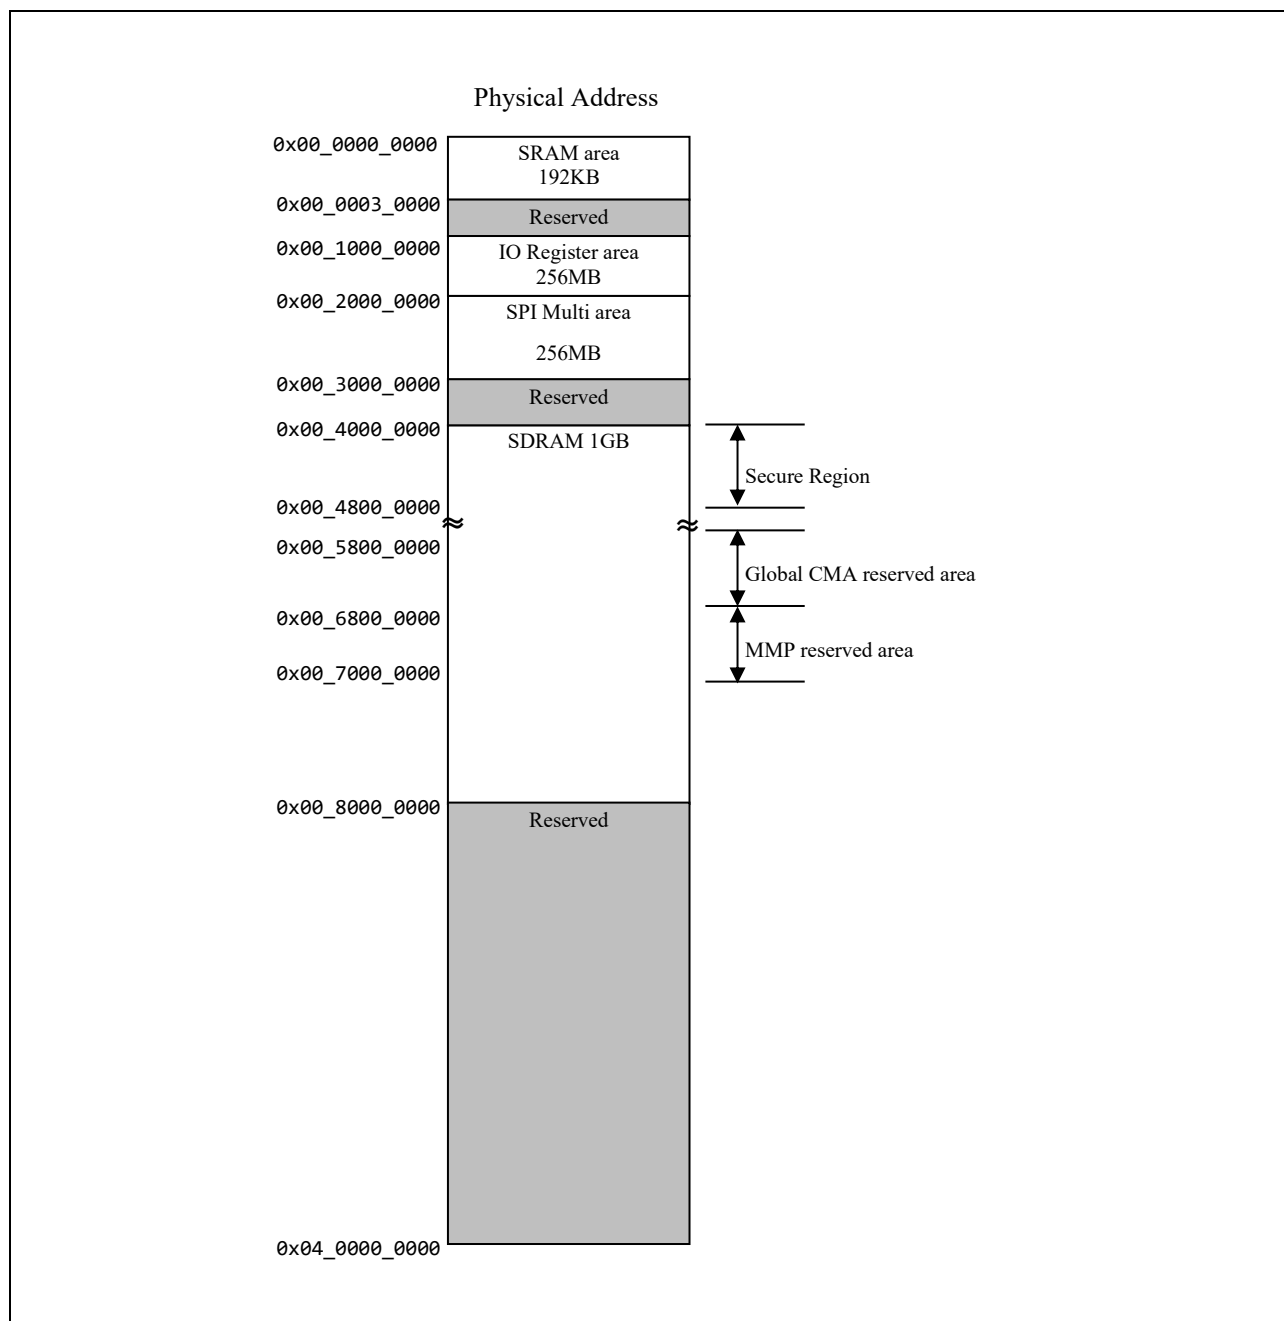 Physical Address
0x00_0000_0000
SRAM area
192KB
0x00_0003_0000
Reserved
0x00_1000_0000
IO Register area
256MB
0x00_2000_0000
SPI Multi area
256MB
0x00_3000_0000
Reserved
0x00_4000_0000
SDRAM 1GB
Secure Region
0x00_4800_0000
0x00_5800_0000
Global CMA reserved area
0x00_6800_0000
MMP reserved area
0x00_7000_0000
0x00_8000_0000
Reserved
0x04_0000_0000